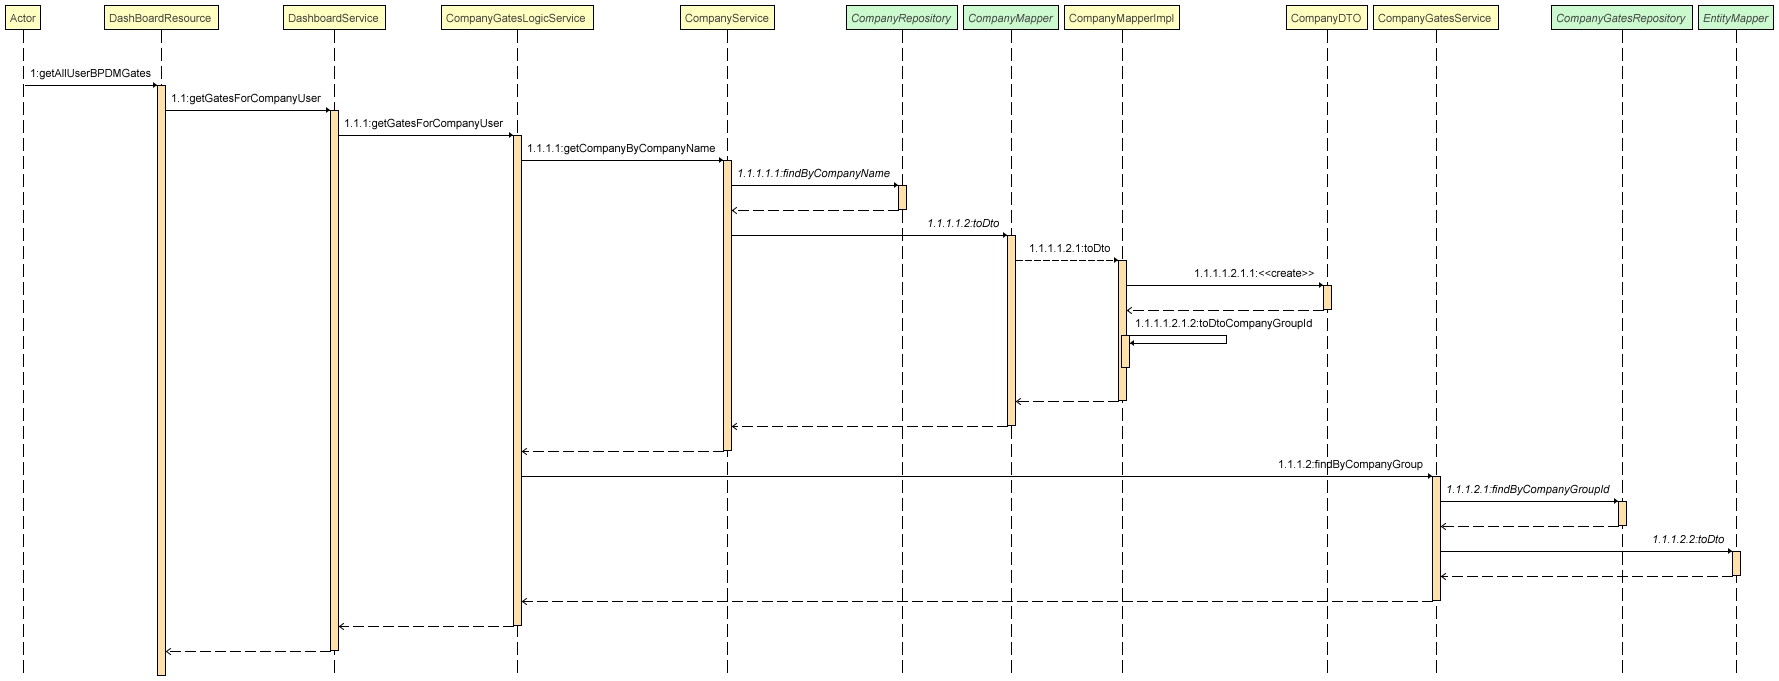 Actor
DashBoardResource
DashboardService
CompanyGatesLogicService
CompanyService
CompanyRepository
CompanyMapper
CompanyMapperImpl
CompanyDTO
CompanyGatesService
CompanyGatesRepository
EntityMapper
1:getAllUserBPDMGates
1.1:getGatesForCompanyUser
1.1.1:getGatesForCompanyUser
1.1.1.1:getCompanyByCompanyName
1.1.1.1.1:findByCompanyName
1.1.1.1.2:toDto
1.1.1.1.2.1:toDto
1.1.1.1.2.1.1:<<create>>
1.1.1.1.2.1.2:toDtoCompanyGroupId
1.1.1.2:findByCompanyGroup
1.1.1.2.1:findByCompanyGroupId
1.1.1.2.2:toDto